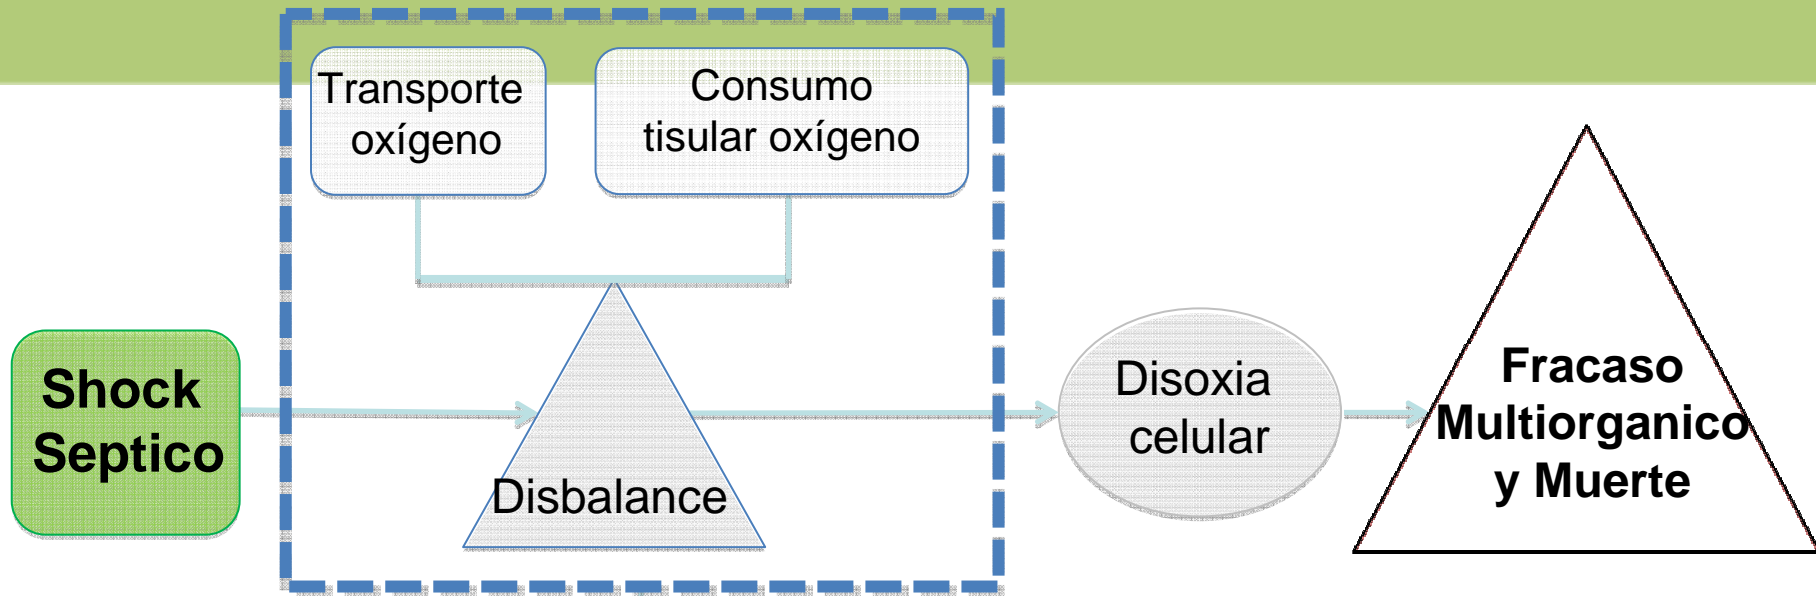 Transporte
oxígeno
Consumo
tisular oxígeno
Shock
Septico
Disbalance
Disoxia
celular
Fracaso
Multiorganico
y Muerte